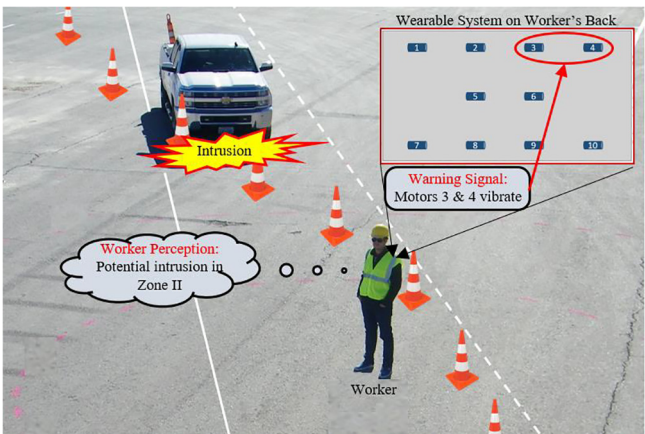 Wearable System on Worker's Back
1 2 3 4
5 6
7 8 9 10
Intrusion
Warning Signal:
Motors 3 & 4 vibrate
Worker Perception:
Potential intrusion in
Zone II
Worker